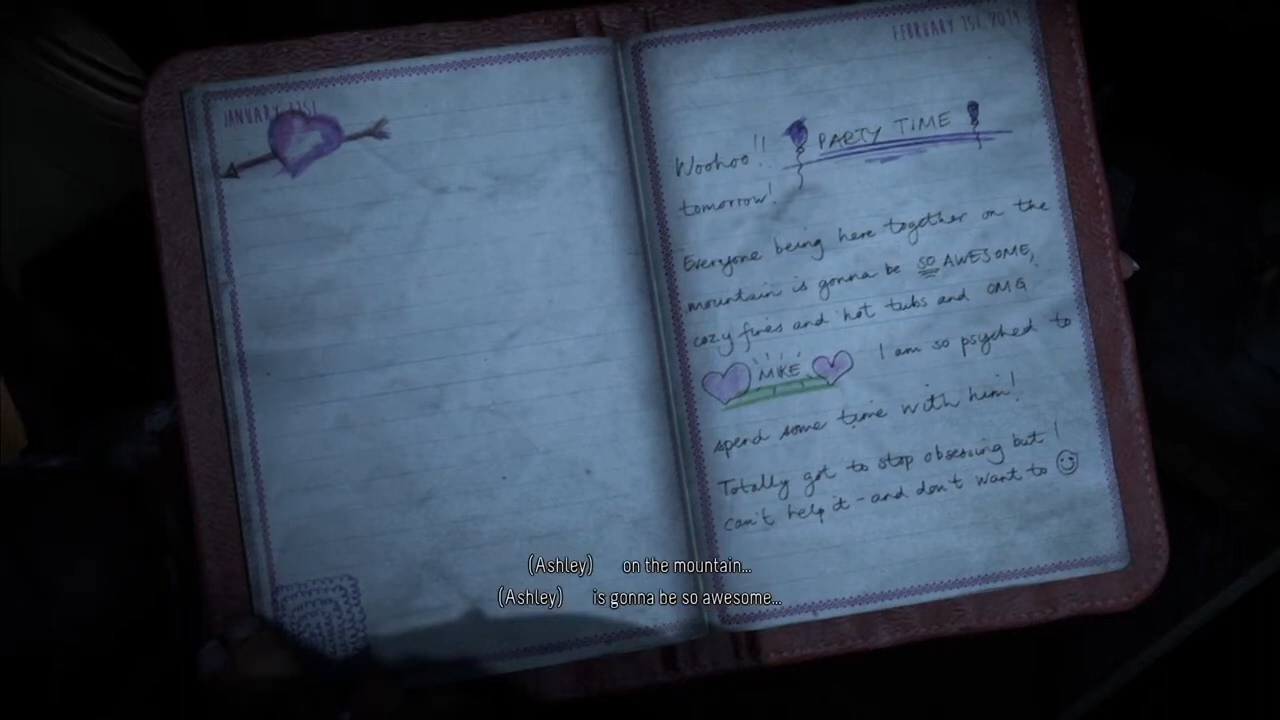 JANUARY 31ST
FEBRUARY 1ST, 2014
Woohoo!! PARTY TIME
tomorrow!
Everyone being here together on the
mountain is gonna be SO AWESOME,
cozy fires and hot tubs and OMG
MIKE I am so psyched to
spend some time with him!
Totally got to stop obsessing but I
can't help it - and don't want to
(Ashley) on the mountain...
(Ashley) is gonna be so awesome...